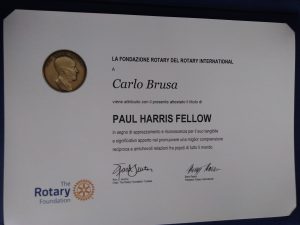 LA FONDAZIONE ROTARY DEL ROTARY INTERNATIONAL
A
Carlo Brusa
viene attribuito con il presente attestato il titolo di
PAUL HARRIS FELLOW
in segno di apprezzamento e riconoscenza per il suo tangibile
e significativo apporto nel promuovere una miglior comprensione
reciproca e amichevoli relazioni fra popoli di tutto il mondo.
The
Rotary
Foundation